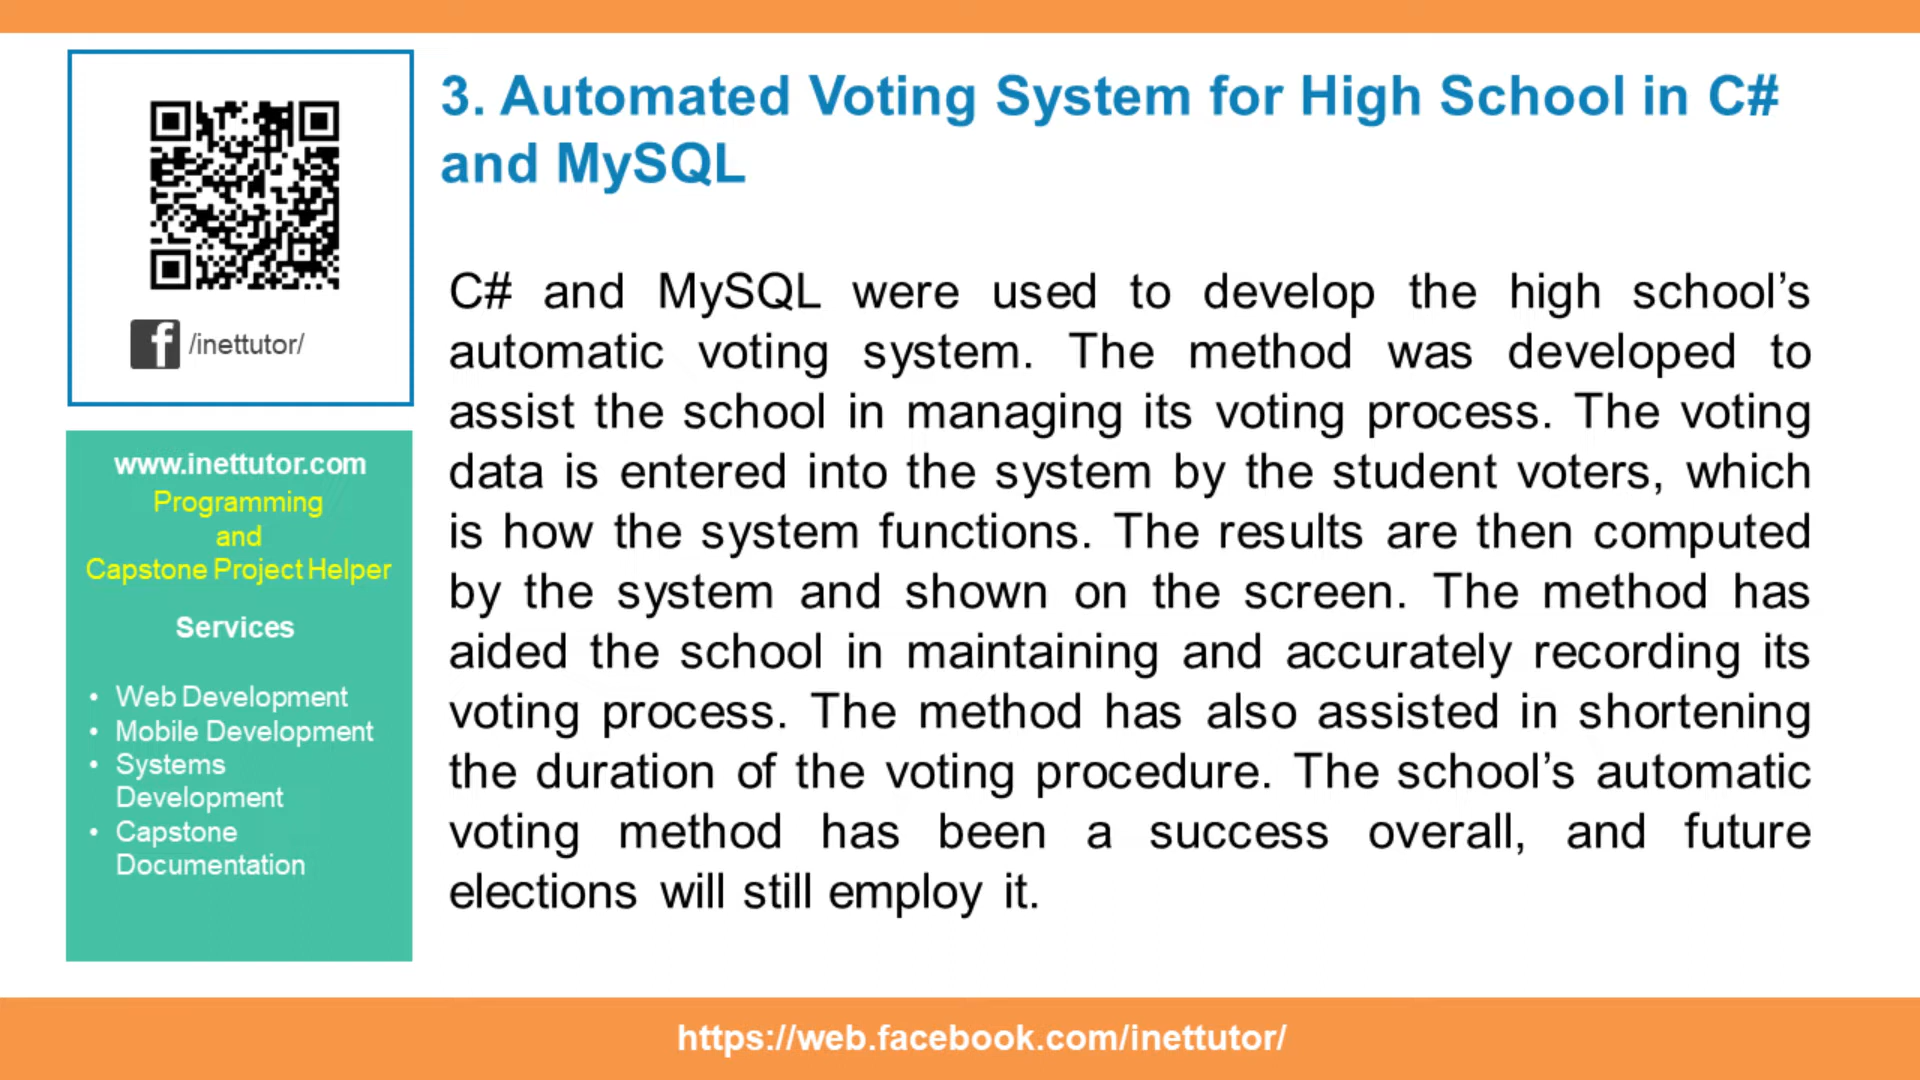 /inettutor/
www.inettutor.com
Programming
and
Capstone Project Helper
Services
• Web Development
• Mobile Development
• Systems
Development
• Capstone
Documentation
3. Automated Voting System for High School in C#
and MySQL
C# and MySQL were used to develop the high school’s
automatic voting system. The method was developed to
assist the school in managing its voting process. The voting
data is entered into the system by the student voters, which
is how the system functions. The results are then computed
by the system and shown on the screen. The method has
aided the school in maintaining and accurately recording its
voting process. The method has also assisted in shortening
the duration of the voting procedure. The school’s automatic
voting method has been a success overall, and future
elections will still employ it.
https://web.facebook.com/inettutor/